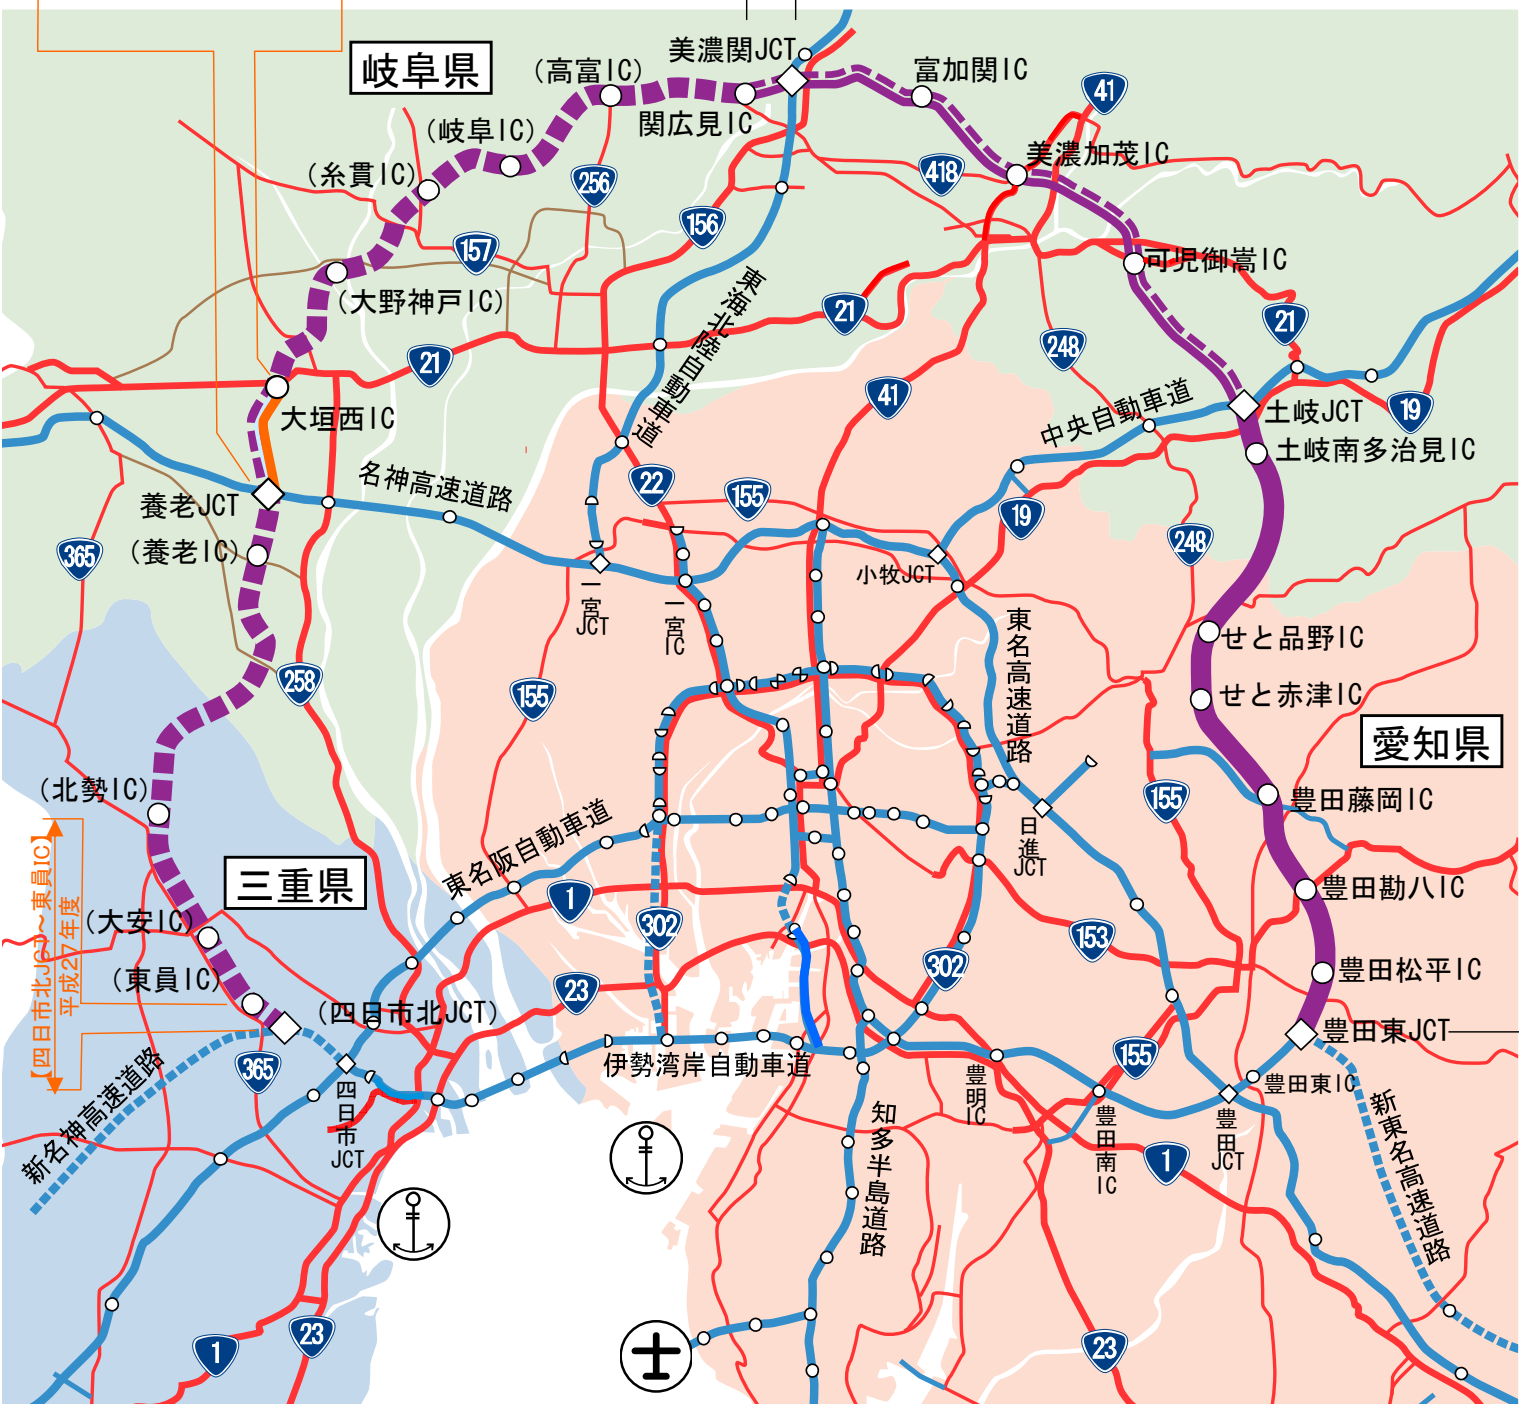 美濃関JCT
岐阜県
(高富IC)
富加関IC
41
関広見IC
(岐阜IC)
美濃加茂IC
(糸貫IC)
256
418
156
157
可児御嵩IC
(大野神戸IC)
東海北陸自動車道
21
21
248
21
41
中央自動車道
土岐JCT
19
大垣西IC
土岐南多治見IC
名神高速道路
22
155
養老JCT
19
(養老IC)
365
248
小牧JCT
一宮JCT
一宮IC
東名高速道路
せと品野IC
258
155
せと赤津IC
愛知県
(北勢IC)
155
豊田藤岡IC
東名阪自動車道
日進JCT
三重県
1
豊田勘八IC
【四日市北JCT～東員IC】
平成27年度
(大安IC)
302
153
302
豊田松平IC
(東員IC)
23
(四日市北JCT)
豊田東JCT
365
新名神高速道路
四日市JCT
伊勢湾岸自動車道
155
豊明IC
豊田東IC
豊田南IC
豊田JCT
新東名高速道路
知多半島道路
1
1
23
23